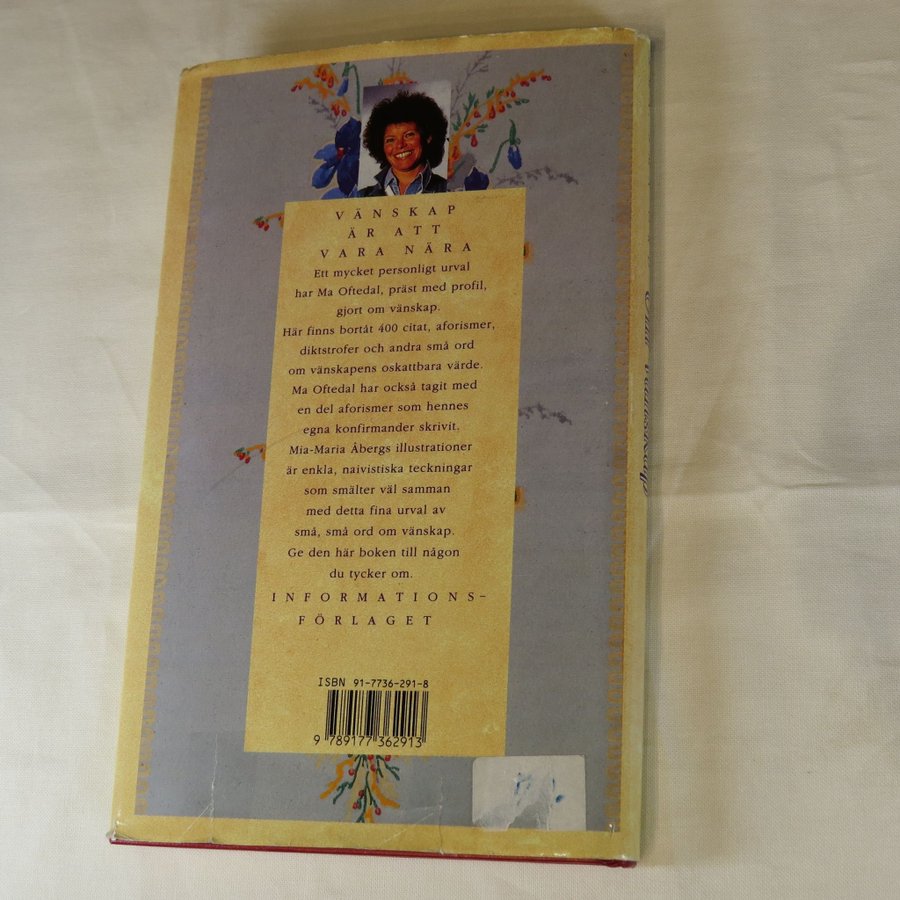 VÄNSKAP
ÄR ATT
VARA NÄRA
Ett mycket personligt urval
har Ma Oftedal, präst med profil,
gjort om vänskap.
Här finns bortåt 400 citat, aforismer,
diktstrofer och andra små ord
om vänskapens oskattbara värde.
Ma Oftedal har också tagit med
en del aforismer som hennes
egna konfirmander skrivit.
Mia-Maria Åbergs illustrationer
är enkla, naivistiska teckningar
som smälter väl samman
med detta fina urval av
små, små ord om vänskap.
Ge den här boken till någon
du tycker om.
INFORMATIONS-
FÖRLAGET
ISBN 91-7736-291-8
9 789177 362913